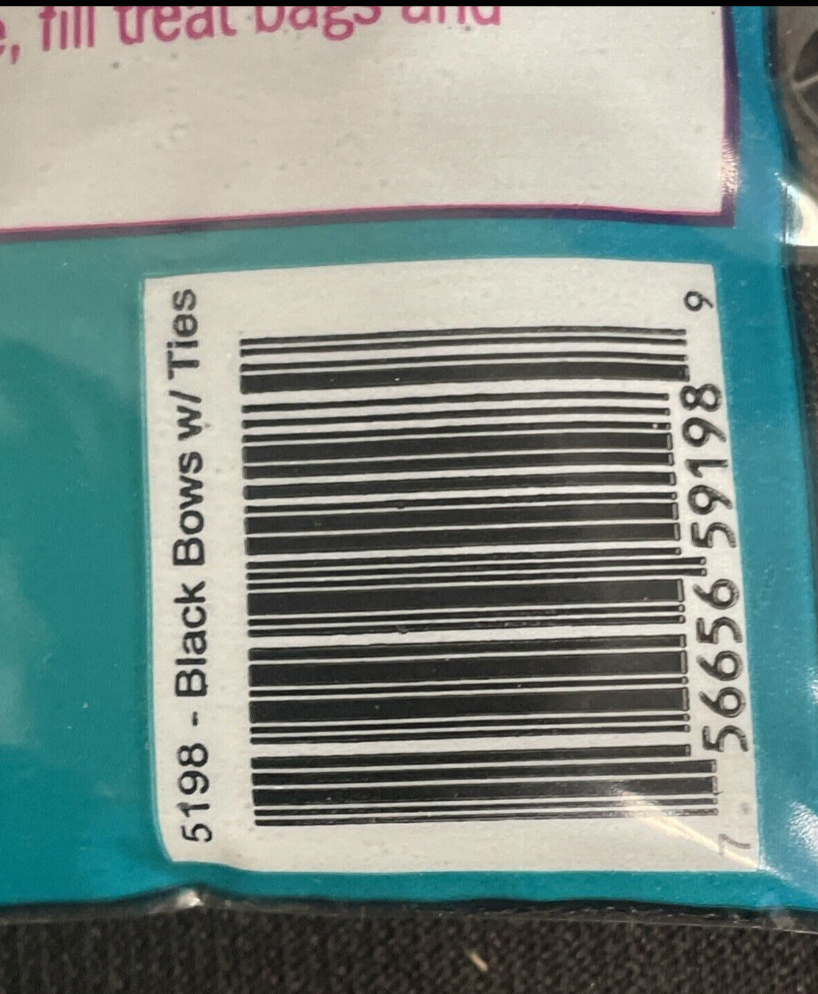 , fill treat bags and
5198 - Black Bows w/ Ties
7 56656 59198 9